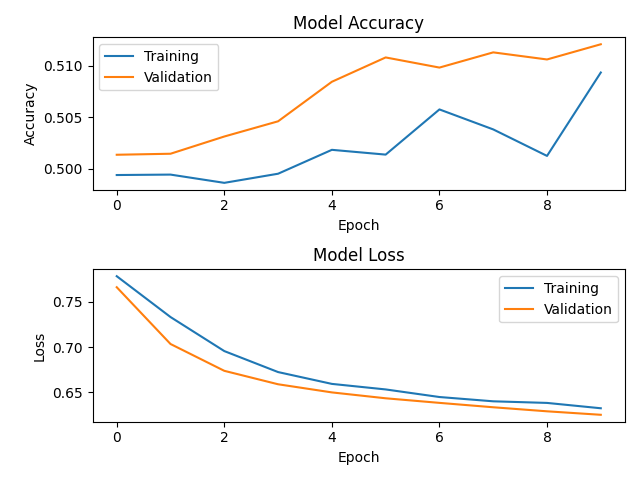 Model Accuracy
Training
Validation
0.510
0.505
0.500
Accuracy
0 2 4 6 8
Epoch
Model Loss
Training
Validation
0.75
0.70
0.65
Loss
0 2 4 6 8
Epoch